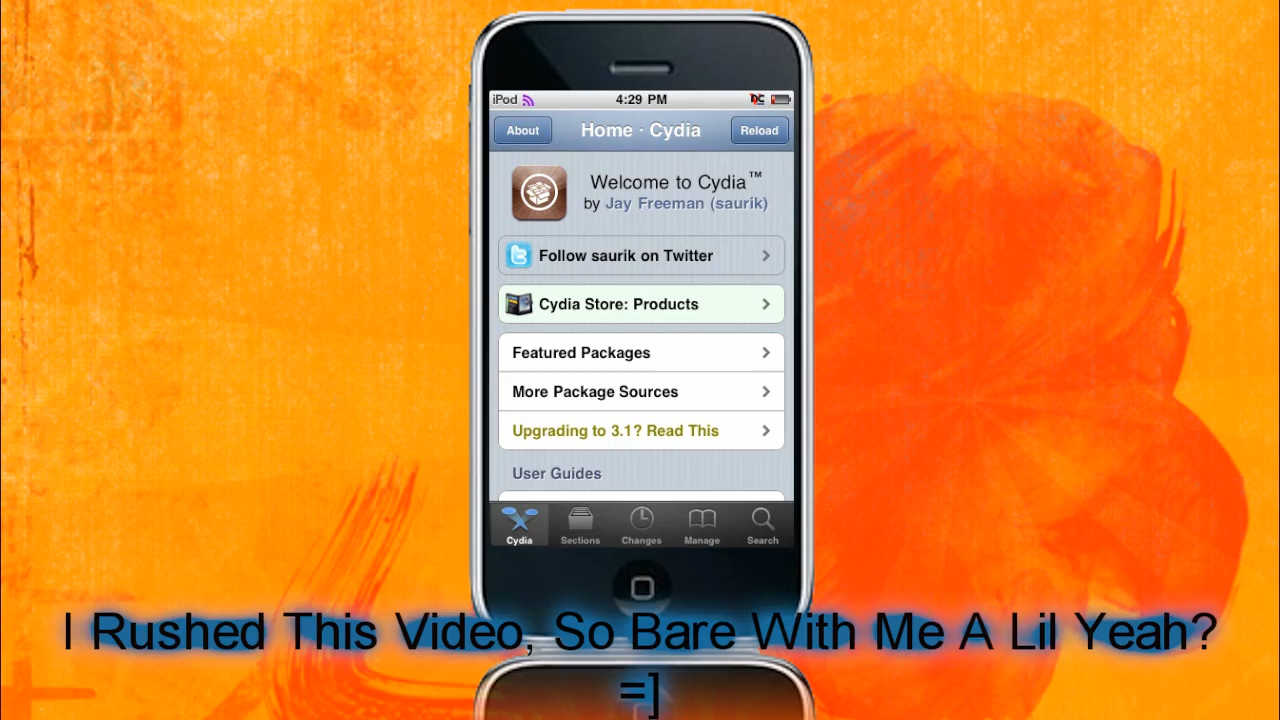 iPod 4:29 PM
About Home · Cydia Reload
Welcome to Cydia™
by Jay Freeman (saurik)
Follow saurik on Twitter
Cydia Store: Products
Featured Packages
More Package Sources
Upgrading to 3.1? Read This
User Guides
Cydia Sections Changes Manage Search
I Rushed This Video, So Bare With Me A Lil Yeah?
=]